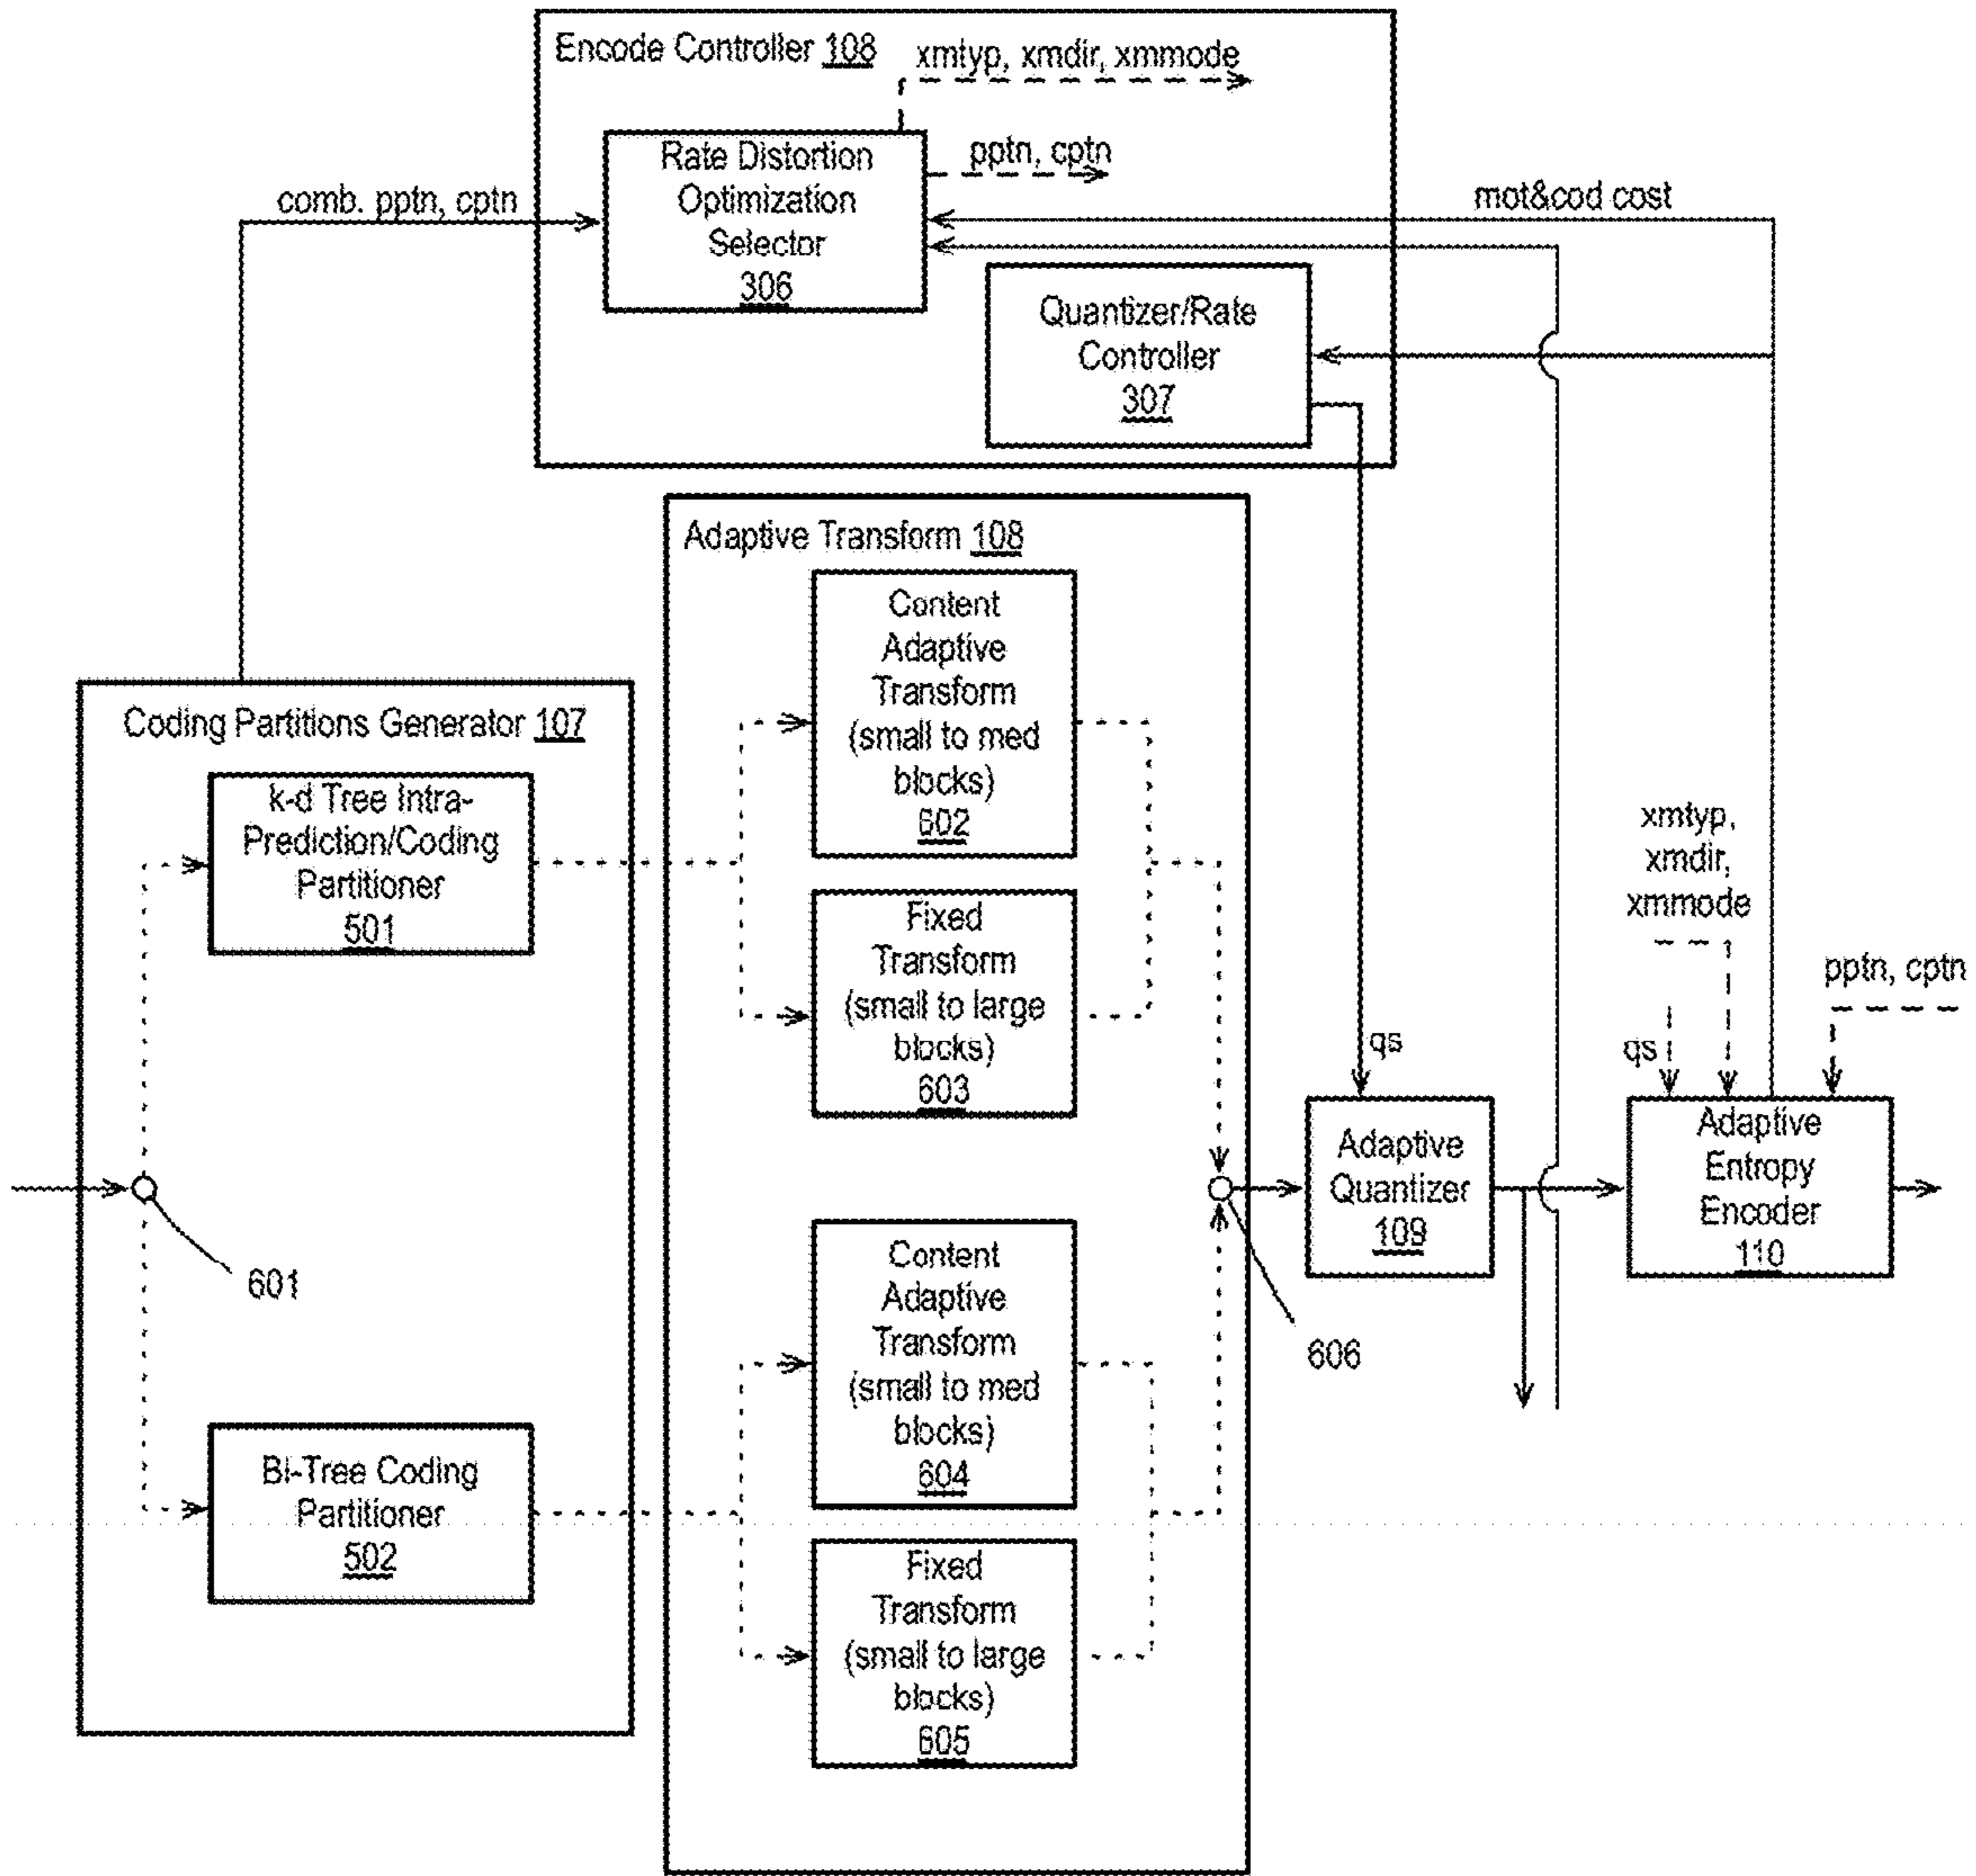 Encode Controller 108
xmtyp, xmdir, xmmode
Rate Distortion
Optimization
Selector
306
pptn, cptn
comb. pptn, cptn
mot&cod cost
Quantizer/Rate
Controller
307
Adaptive Transform 108
Content
Adaptive
Transform
(small to med
blocks)
602
Coding Partitions Generator 107
k-d Tree Intra-
Prediction/Coding
Partitioner
501
Fixed
Transform
(small to large
blocks)
603
xmtyp,
xmdir,
xmmode
pptn, cptn
qs
qs
Adaptive
Quantizer
109
Adaptive
Entropy
Encoder
110
601
606
Content
Adaptive
Transform
(small to med
blocks)
604
Bi-Tree Coding
Partitioner
502
Fixed
Transform
(small to large
blocks)
605